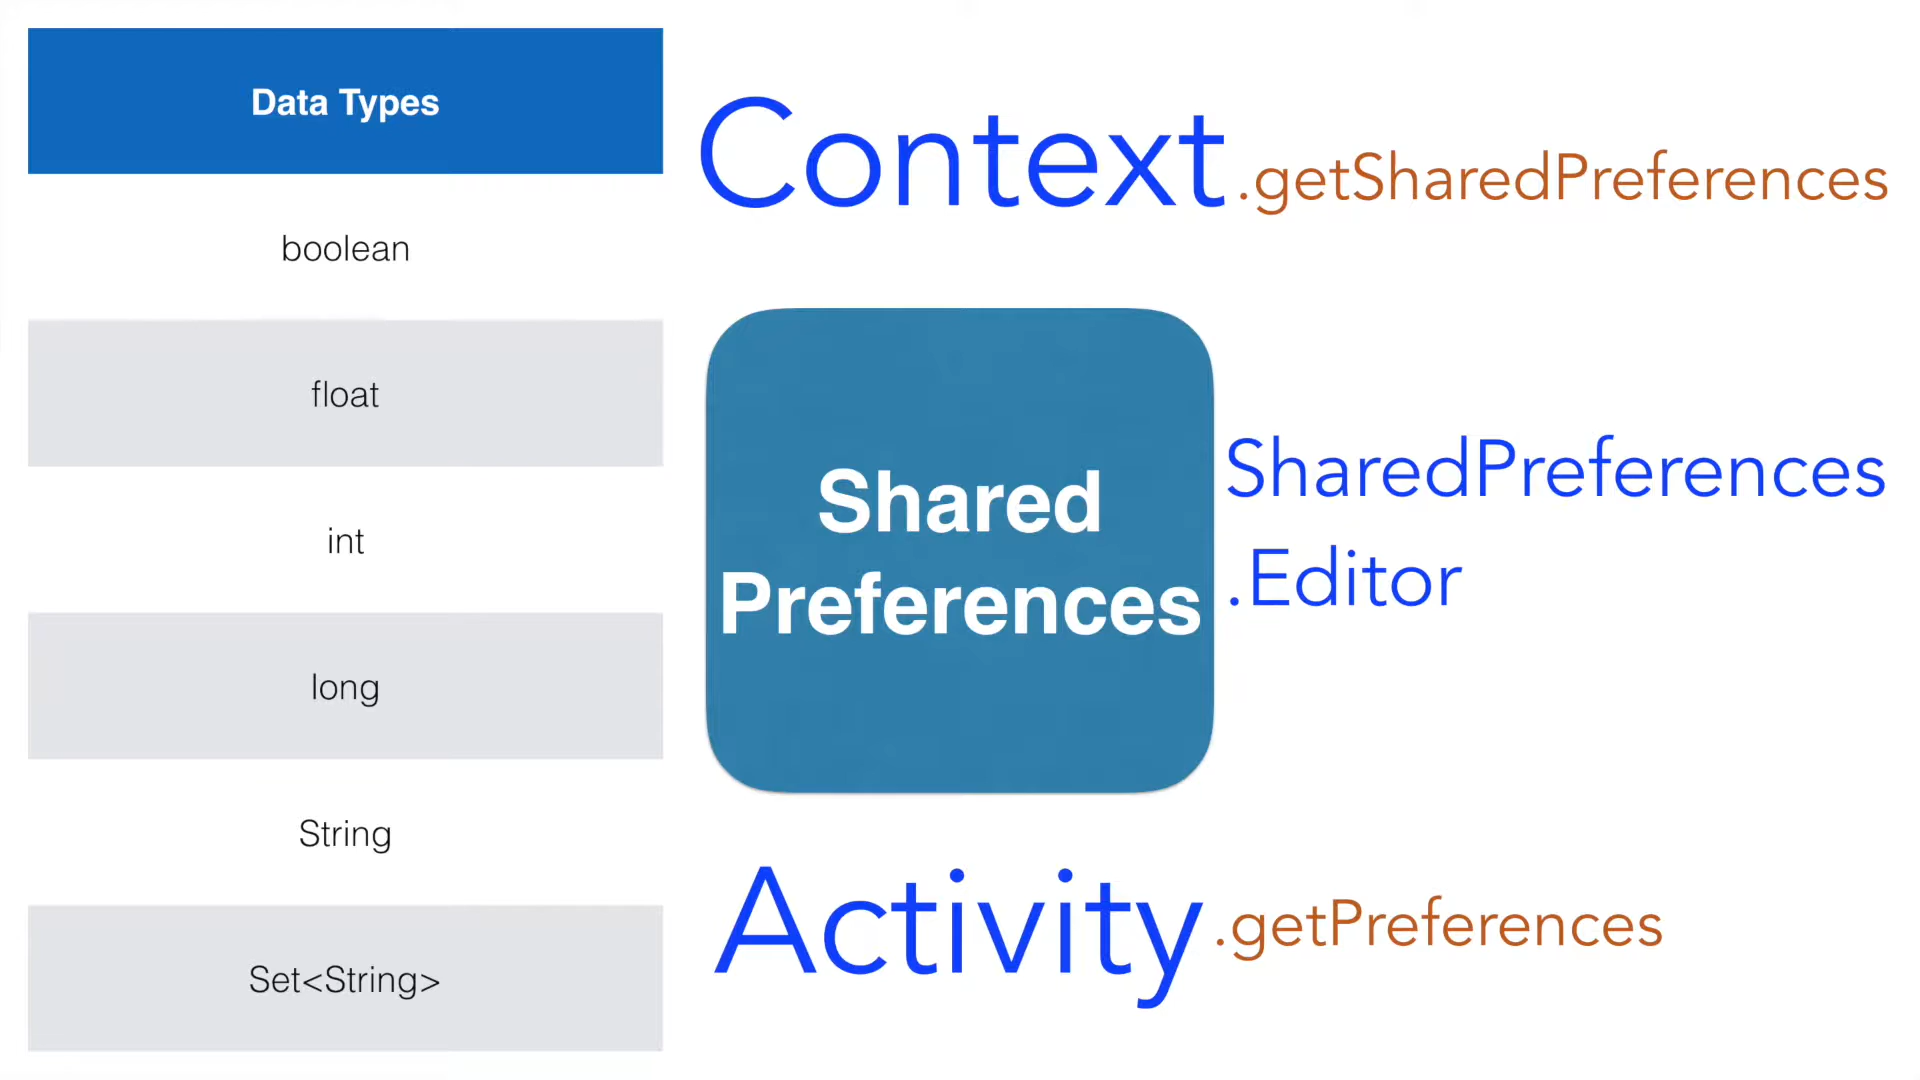 Data Types
boolean
float
int
long
String
Set<String>
Context.getSharedPreferences
Shared
Preferences
SharedPreferences
.Editor
Activity.getPreferences